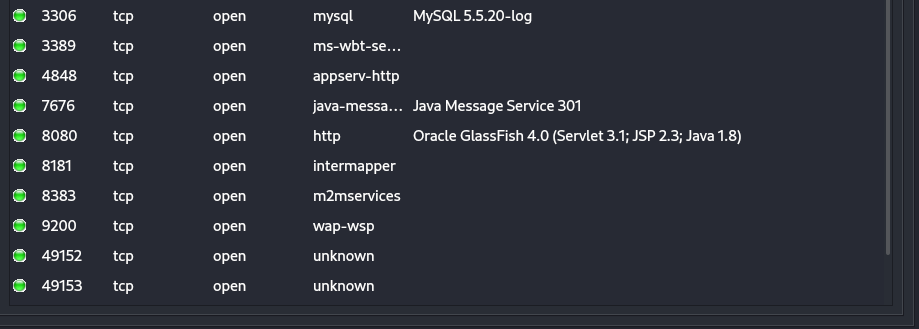 3306 tcp open mysql MySQL 5.5.20-log
3389 tcp open ms-wbt-se...
4848 tcp open appserv-http
7676 tcp open java-messa... Java Message Service 301
8080 tcp open http Oracle GlassFish 4.0 (Servlet 3.1; JSP 2.3; Java 1.8)
8181 tcp open intermapper
8383 tcp open m2mservices
9200 tcp open wap-wsp
49152 tcp open unknown
49153 tcp open unknown